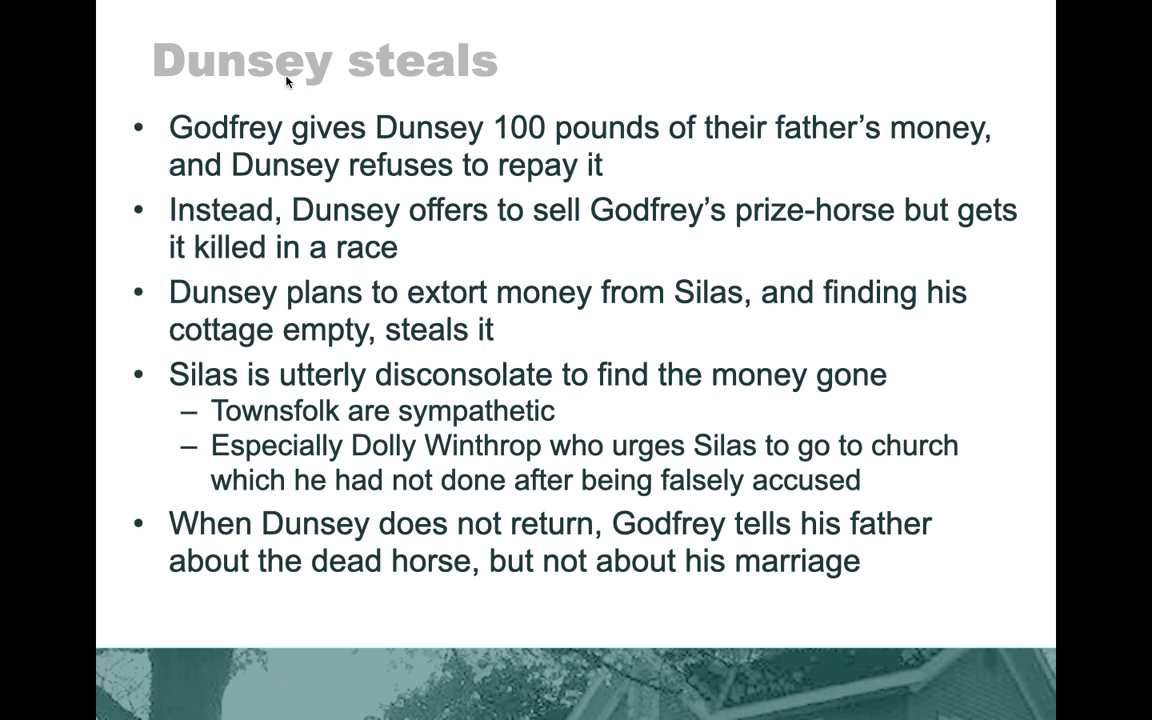 Dunsey steals
• Godfrey gives Dunsey 100 pounds of their father’s money,
and Dunsey refuses to repay it
• Instead, Dunsey offers to sell Godfrey’s prize-horse but gets
it killed in a race
• Dunsey plans to extort money from Silas, and finding his
cottage empty, steals it
• Silas is utterly disconsolate to find the money gone
– Townsfolk are sympathetic
– Especially Dolly Winthrop who urges Silas to go to church
which he had not done after being falsely accused
• When Dunsey does not return, Godfrey tells his father
about the dead horse, but not about his marriage